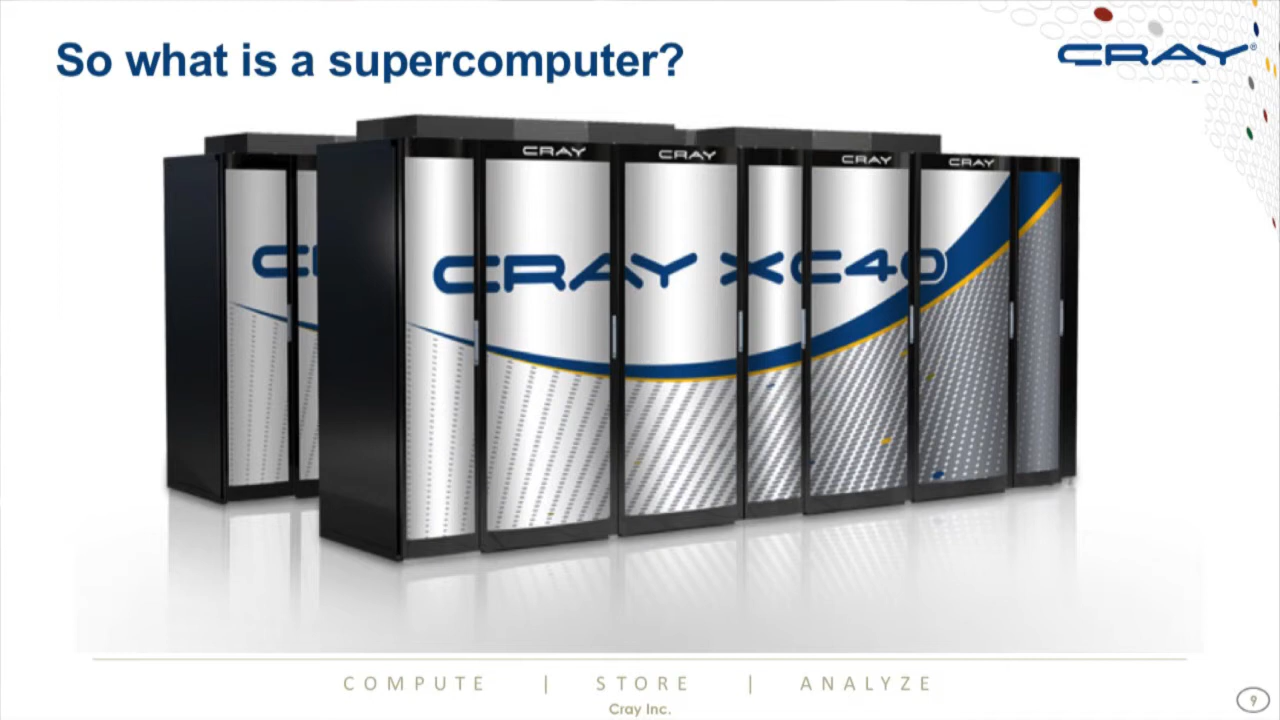 So what is a supercomputer?
CRAY®
CRAY CRAY CRAY CRAY
C
CRAY XC40
COMPUTE | STORE | ANALYZE
Cray Inc.
9